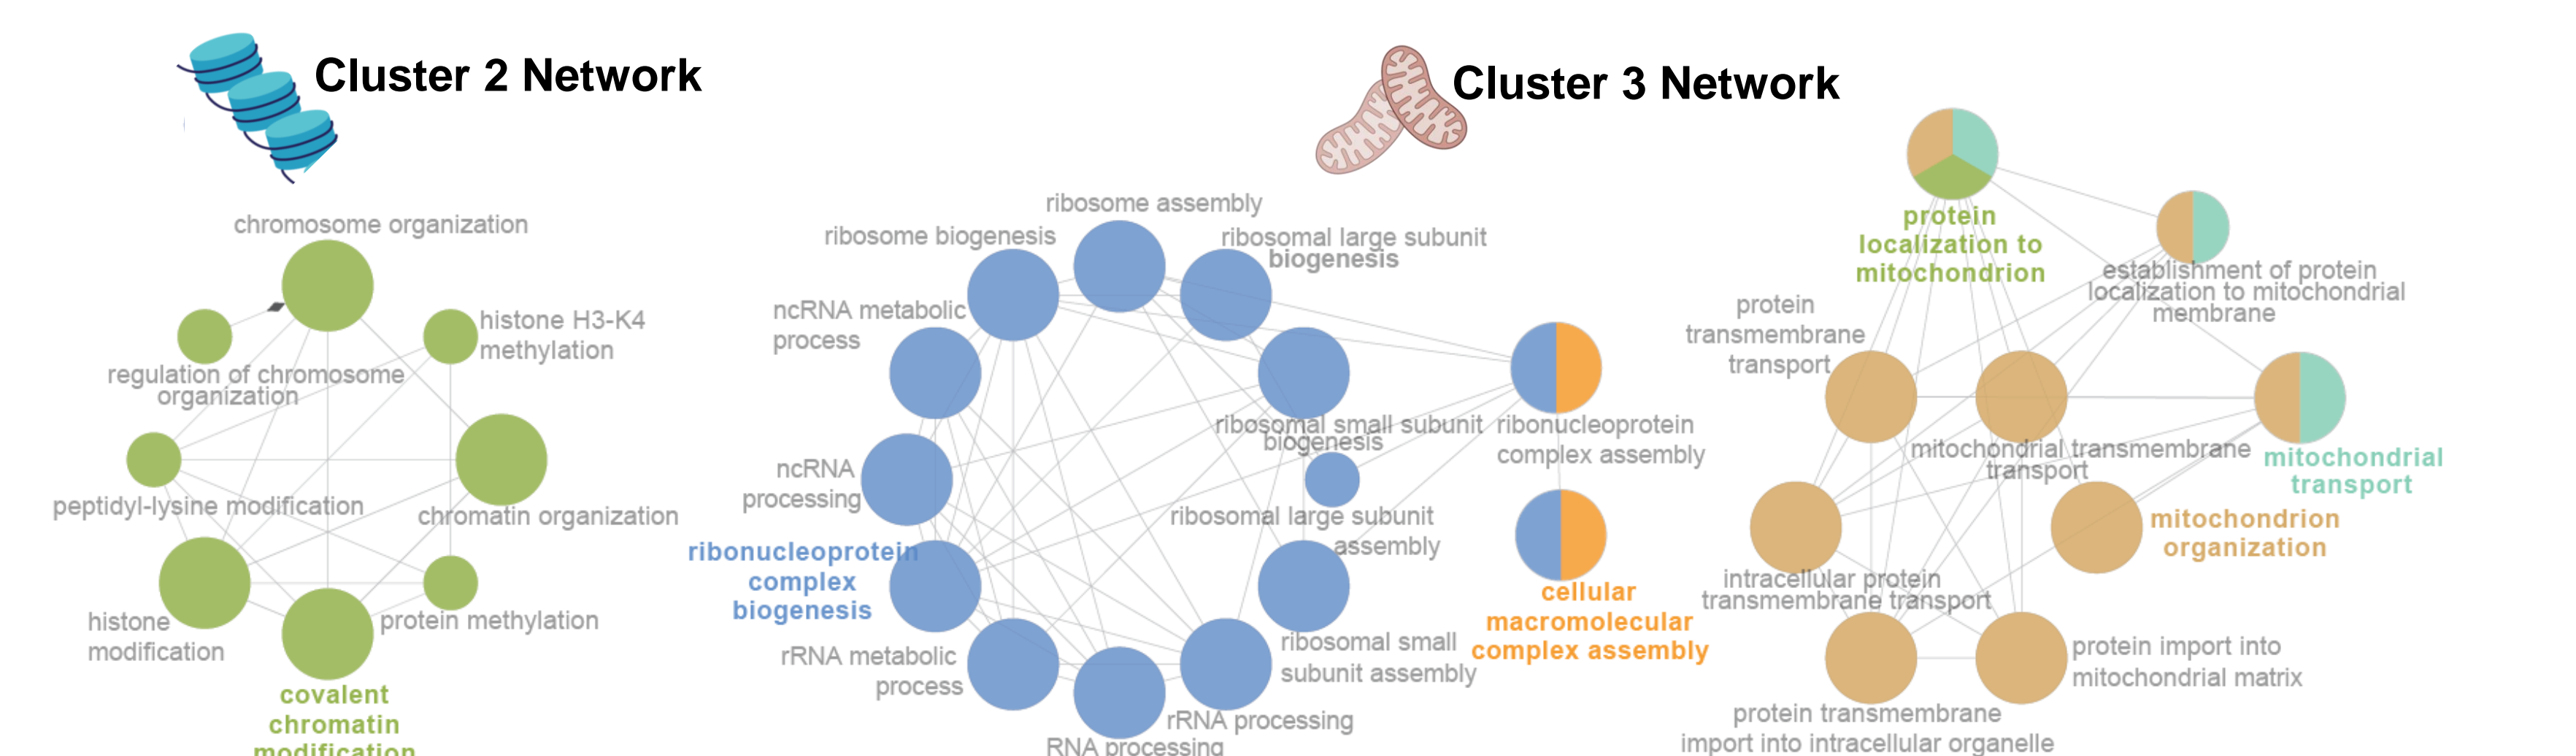 Cluster 2 Network
chromosome organization
histone H3-K4
methylation
regulation of chromosome
organization
peptidyl-lysine modification
chromatin organization
histone
modification
protein methylation
covalent
chromatin
modification
Cluster 3 Network
ribosome assembly
ribosome biogenesis
ribosomal large subunit
biogenesis
ncRNA metabolic
process
ribosomal small subunit
biogenesis
ribonucleoprotein
complex assembly
ncRNA
processing
ribosomal large subunit
assembly
ribonucleoprotein
complex
biogenesis
cellular
macromolecular
complex assembly
rRNA metabolic
process
ribosomal small
subunit assembly
rRNA processing
RNA processing
protein
localization to
mitochondrion
establishment of protein
localization to mitochondrial
membrane
protein
transmembrane
transport
mitochondrial transmembrane
transport
mitochondrial
transport
mitochondrion
organization
intracellular protein
transmembrane transport
protein import into
mitochondrial matrix
protein transmembrane
import into intracellular organelle